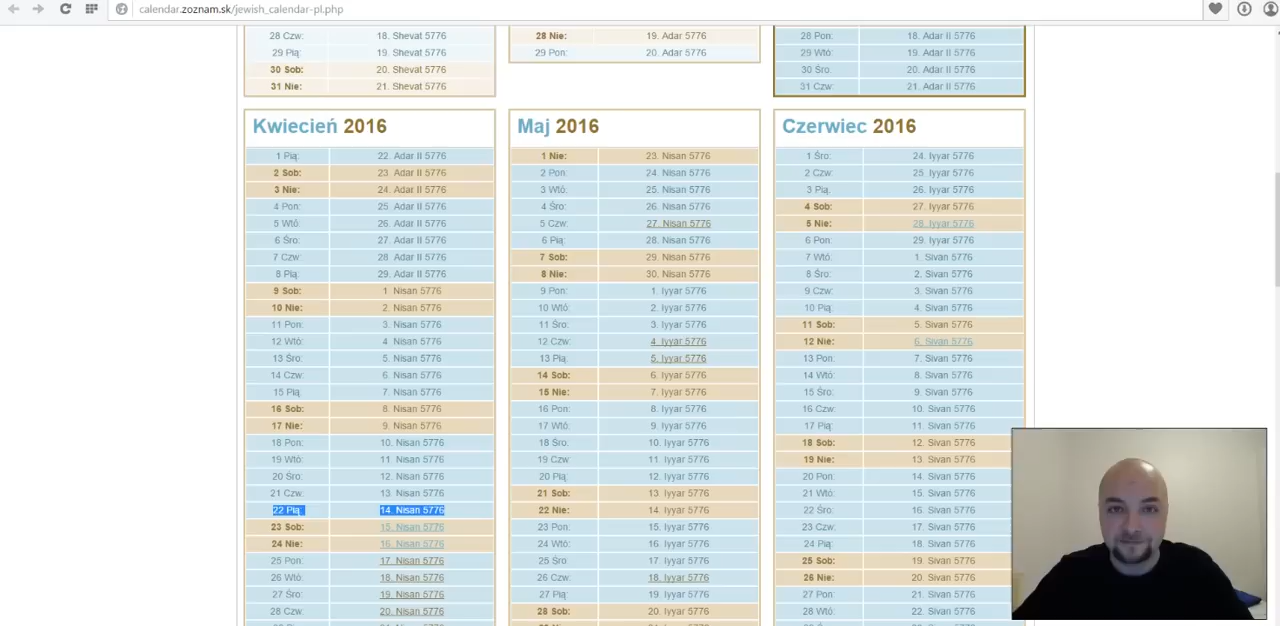 calendar.zoznam.sk/jewish_calendar-pl.php
28 Czw: 18. Shevat 5776
29 Pią: 19. Shevat 5776
30 Sob: 20. Shevat 5776
31 Nie: 21. Shevat 5776
28 Nie: 19. Adar 5776
29 Pon: 20. Adar 5776
28 Pon: 18. Adar II 5776
29 Wtó: 19. Adar II 5776
30 Śro: 20. Adar II 5776
31 Czw: 21. Adar II 5776
Kwiecień 2016
1 Pią: 22. Adar II 5776
2 Sob: 23. Adar II 5776
3 Nie: 24. Adar II 5776
4 Pon: 25. Adar II 5776
5 Wtó: 26. Adar II 5776
6 Śro: 27. Adar II 5776
7 Czw: 28. Adar II 5776
8 Pią: 29. Adar II 5776
9 Sob: 1. Nisan 5776
10 Nie: 2. Nisan 5776
11 Pon: 3. Nisan 5776
12 Wtó: 4. Nisan 5776
13 Śro: 5. Nisan 5776
14 Czw: 6. Nisan 5776
15 Pią: 7. Nisan 5776
16 Sob: 8. Nisan 5776
17 Nie: 9. Nisan 5776
18 Pon: 10. Nisan 5776
19 Wtó: 11. Nisan 5776
20 Śro: 12. Nisan 5776
21 Czw: 13. Nisan 5776
22 Pią: 14. Nisan 5776
23 Sob: 15. Nisan 5776
24 Nie: 16. Nisan 5776
25 Pon: 17. Nisan 5776
26 Wtó: 18. Nisan 5776
27 Śro: 19. Nisan 5776
28 Czw: 20. Nisan 5776
Maj 2016
1 Nie: 23. Nisan 5776
2 Pon: 24. Nisan 5776
3 Wtó: 25. Nisan 5776
4 Śro: 26. Nisan 5776
5 Czw: 27. Nisan 5776
6 Pią: 28. Nisan 5776
7 Sob: 29. Nisan 5776
8 Nie: 30. Nisan 5776
9 Pon: 1. Iyyar 5776
10 Wtó: 2. Iyyar 5776
11 Śro: 3. Iyyar 5776
12 Czw: 4. Iyyar 5776
13 Pią: 5. Iyyar 5776
14 Sob: 6. Iyyar 5776
15 Nie: 7. Iyyar 5776
16 Pon: 8. Iyyar 5776
17 Wtó: 9. Iyyar 5776
18 Śro: 10. Iyyar 5776
19 Czw: 11. Iyyar 5776
20 Pią: 12. Iyyar 5776
21 Sob: 13. Iyyar 5776
22 Nie: 14. Iyyar 5776
23 Pon: 15. Iyyar 5776
24 Wtó: 16. Iyyar 5776
25 Śro: 17. Iyyar 5776
26 Czw: 18. Iyyar 5776
27 Pią: 19. Iyyar 5776
28 Sob: 20. Iyyar 5776
Czerwiec 2016
1 Śro: 24. Iyyar 5776
2 Czw: 25. Iyyar 5776
3 Pią: 26. Iyyar 5776
4 Sob: 27. Iyyar 5776
5 Nie: 28. Iyyar 5776
6 Pon: 29. Iyyar 5776
7 Wtó: 1. Sivan 5776
8 Śro: 2. Sivan 5776
9 Czw: 3. Sivan 5776
10 Pią: 4. Sivan 5776
11 Sob: 5. Sivan 5776
12 Nie: 6. Sivan 5776
13 Pon: 7. Sivan 5776
14 Wtó: 8. Sivan 5776
15 Śro: 9. Sivan 5776
16 Czw: 10. Sivan 5776
17 Pią: 11. Sivan 5776
18 Sob: 12. Sivan 5776
19 Nie: 13. Sivan 5776
20 Pon: 14. Sivan 5776
21 Wtó: 15. Sivan 5776
22 Śro: 16. Sivan 5776
23 Czw: 17. Sivan 5776
24 Pią: 18. Sivan 5776
25 Sob: 19. Sivan 5776
26 Nie: 20. Sivan 5776
27 Pon: 21. Sivan 5776
28 Wtó: 22. Sivan 5776